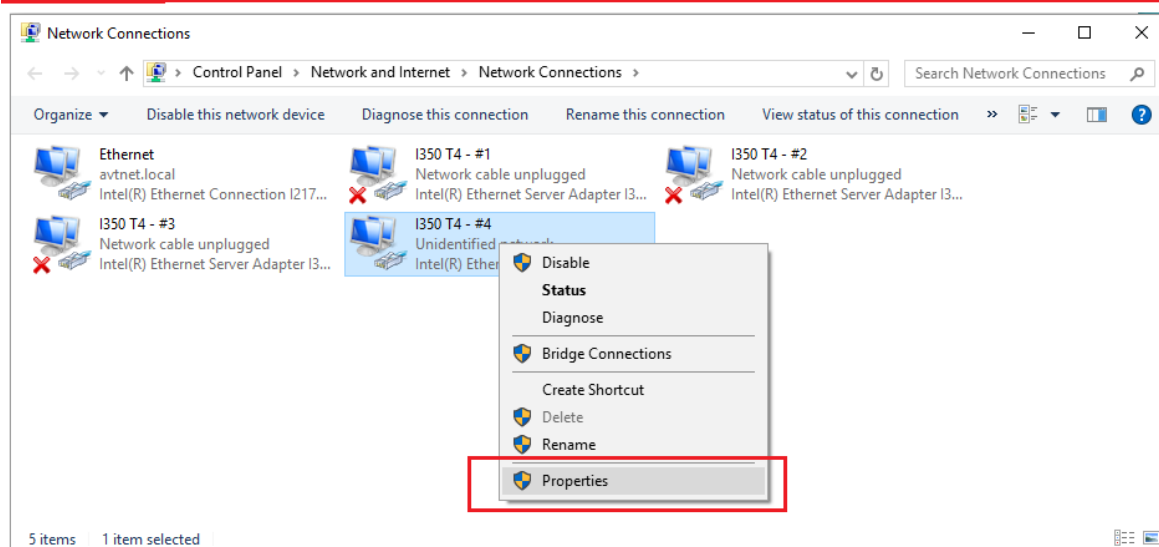 Network Connections
Control Panel > Network and Internet > Network Connections >
Search Network Connections
Organize
Disable this network device
Diagnose this connection
Rename this connection
View status of this connection
»
?
Ethernet
avtnet.local
Intel(R) Ethernet Connection I217...
I350 T4 - #1
Network cable unplugged
Intel(R) Ethernet Server Adapter I3...
I350 T4 - #2
Network cable unplugged
Intel(R) Ethernet Server Adapter I3...
I350 T4 - #3
Network cable unplugged
Intel(R) Ethernet Server Adapter I3...
I350 T4 - #4
Unidentified network
Intel(R) Ether
Disable
Status
Diagnose
Bridge Connections
Create Shortcut
Delete
Rename
Properties
5 items
1 item selected